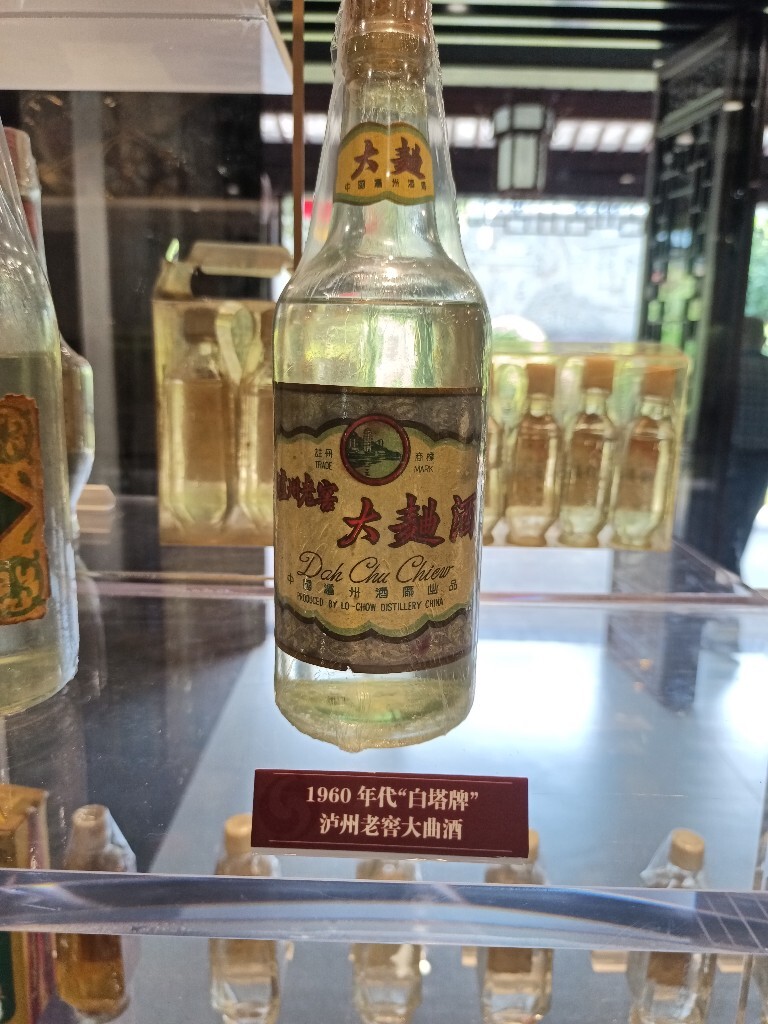 大麯
中國瀘州酒廠
註册 商標
TRADE MARK
瀘州老窖
大麯酒
Dah Chu Chiew
中國瀘州酒廠出品
PRODUCED BY LO-CHOW DISTILLERY CHINA
1960 年代“白塔牌”
泸州老窖大曲酒